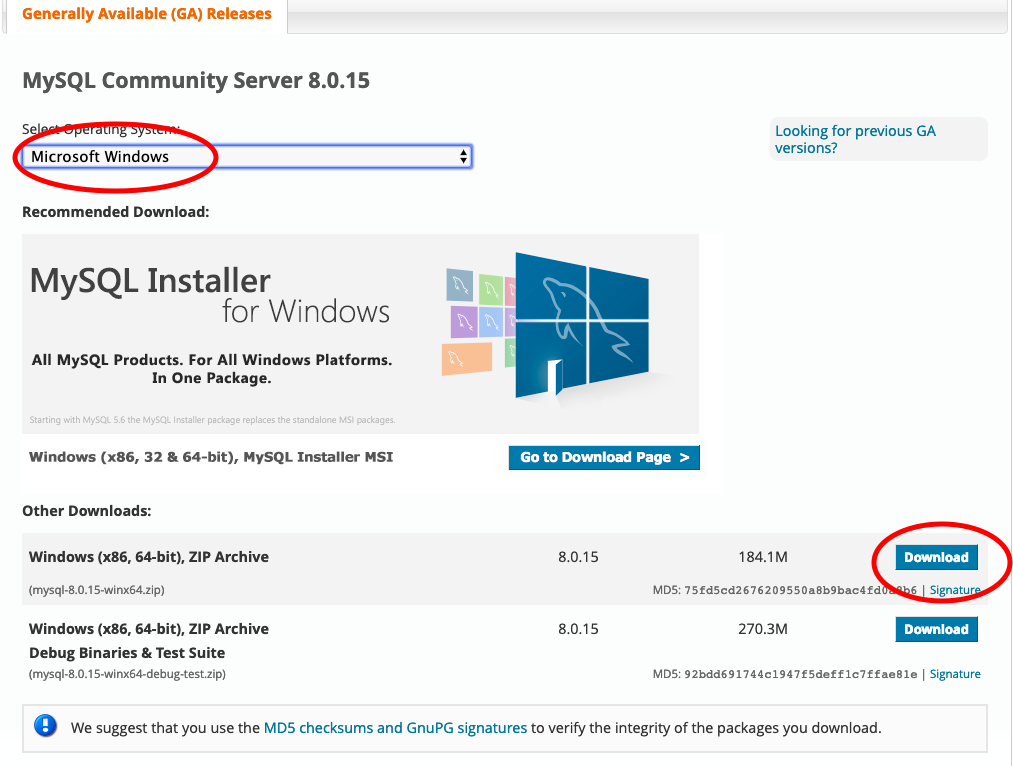 Generally Available (GA) Releases
MySQL Community Server 8.0.15
Select Operating System:
Looking for previous GA
versions?
Microsoft Windows
Recommended Download:
MySQL Installer
for Windows
All MySQL Products. For All Windows Platforms.
In One Package.
Starting with MySQL 5.6 the MySQL Installer package replaces the standalone MSI packages.
Windows (x86, 32 & 64-bit), MySQL Installer MSI
Go to Download Page >
Other Downloads:
Windows (x86, 64-bit), ZIP Archive 8.0.15 184.1M Download
(mysql-8.0.15-winx64.zip) MD5: | Signature
Windows (x86, 64-bit), ZIP Archive 8.0.15 270.3M Download
Debug Binaries & Test Suite
(mysql-8.0.15-winx64-debug-test.zip) MD5: 92bdd691744c1947f5deff1c7ffae81e | Signature
We suggest that you use the MD5 checksums and GnuPG signatures to verify the integrity of the packages you download.